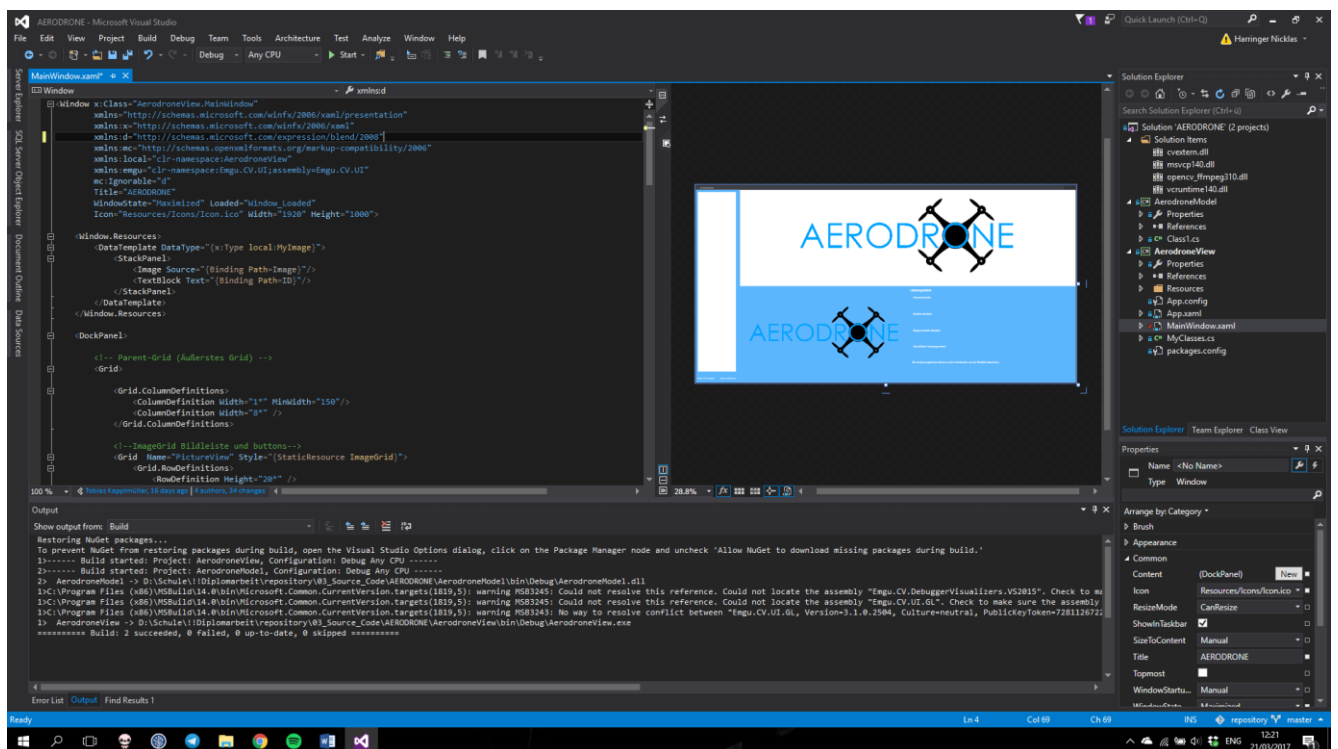 AERODRONE - Microsoft Visual Studio
1
Quick Launch (Ctrl+Q)
File Edit View Project Build Debug Team Tools Architecture Test Analyze Window Help
Harringer Nicklas
Debug Any CPU Start
Server Explorer
SQL Server Object Explorer
Document Outline
Data Sources
MainWindow.xaml*
Window
xmlns:d
<Window x:Class="AerodroneView.MainWindow"
xmlns="http://schemas.microsoft.com/winfx/2006/xaml/presentation"
xmlns:x="http://schemas.microsoft.com/winfx/2006/xaml"
xmlns:d="http://schemas.microsoft.com/expression/blend/2008"
xmlns:mc="http://schemas.openxmlformats.org/markup-compatibility/2006"
xmlns:local="clr-namespace:AerodroneView"
xmlns:emgu="clr-namespace:Emgu.CV.UI;assembly=Emgu.CV.UI"
mc:Ignorable="d"
Title="AERODRONE"
WindowState="Maximized" Loaded="Window_Loaded"
Icon="Resources/Icons/Icon.ico" Width="1920" Height="1000">
<Window.Resources>
<DataTemplate DataType="{x:Type local:MyImage}">
<StackPanel>
<Image Source="{Binding Path=Image}"/>
<TextBlock Text="{Binding Path=ID}"/>
</StackPanel>
</DataTemplate>
</Window.Resources>
<DockPanel>
<!-- Parent-Grid (Äußerstes Grid) -->
<Grid>
<Grid.ColumnDefinitions>
<ColumnDefinition Width="1*" MinWidth="150"/>
<ColumnDefinition Width="8*" />
</Grid.ColumnDefinitions>
<!--ImageGrid Bildleiste und buttons-->
<Grid Name="PictureView" Style="{StaticResource ImageGrid}">
<Grid.RowDefinitions>
<RowDefinition Height="20*" />
100 %
Tobias Kapplmüller, 16 days ago | 4 authors, 34 changes
AERODRONE
AERODRONE
28.8%
Solution Explorer
Search Solution Explorer (Ctrl+ü)
Solution 'AERODRONE' (2 projects)
Solution Items
cvextern.dll
msvcp140.dll
opencv_ffmpeg310.dll
vcruntime140.dll
AerodroneModel
Properties
References
Class1.cs
AerodroneView
Properties
References
Resources
App.config
App.xaml
MainWindow.xaml
MyClasses.cs
packages.config
Solution Explorer Team Explorer Class View
Properties
Name <No Name>
Type Window
Arrange by: Category
Brush
Appearance
Common
Content (DockPanel) New
Icon Resources/Icons/Icon.ico
ResizeMode CanResize
ShowInTaskbar
SizeToContent Manual
Title AERODRONE
Topmost
WindowStartu... Manual
WindowState Maximized
Output
Show output from: Build
Restoring NuGet packages...
To prevent NuGet from restoring packages during build, open the Visual Studio Options dialog, click on the Package Manager node and uncheck 'Allow NuGet to download missing packages during build.'
1>------ Build started: Project: AerodroneView, Configuration: Debug Any CPU ------
2>------ Build started: Project: AerodroneModel, Configuration: Debug Any CPU ------
2> AerodroneModel -> D:\Schule\!!Diplomarbeit\repository\03_Source_Code\AERODRONE\AerodroneModel\bin\Debug\AerodroneModel.dll
1>C:\Program Files (x86)\MSBuild\14.0\bin\Microsoft.Common.CurrentVersion.targets(1819,5): warning MSB3245: Could not resolve this reference. Could not locate the assembly "Emgu.CV.DebuggerVisualizers.VS2015". Check to ma
1>C:\Program Files (x86)\MSBuild\14.0\bin\Microsoft.Common.CurrentVersion.targets(1819,5): warning MSB3245: Could not resolve this reference. Could not locate the assembly "Emgu.CV.UI.GL". Check to make sure the assembly
1>C:\Program Files (x86)\MSBuild\14.0\bin\Microsoft.Common.CurrentVersion.targets(1819,5): warning MSB3243: No way to resolve conflict between "Emgu.CV.UI.GL, Version=3.1.0.2504, Culture=neutral, PublicKeyToken=7281126722
1> AerodroneView -> D:\Schule\!!Diplomarbeit\repository\03_Source_Code\AERODRONE\AerodroneView\bin\Debug\AerodroneView.exe
========== Build: 2 succeeded, 0 failed, 0 up-to-date, 0 skipped ==========
Error List Output Find Results 1
Ready Ln 4 Col 69 Ch 69 INS repository master
ENG 12:21
21/03/2017